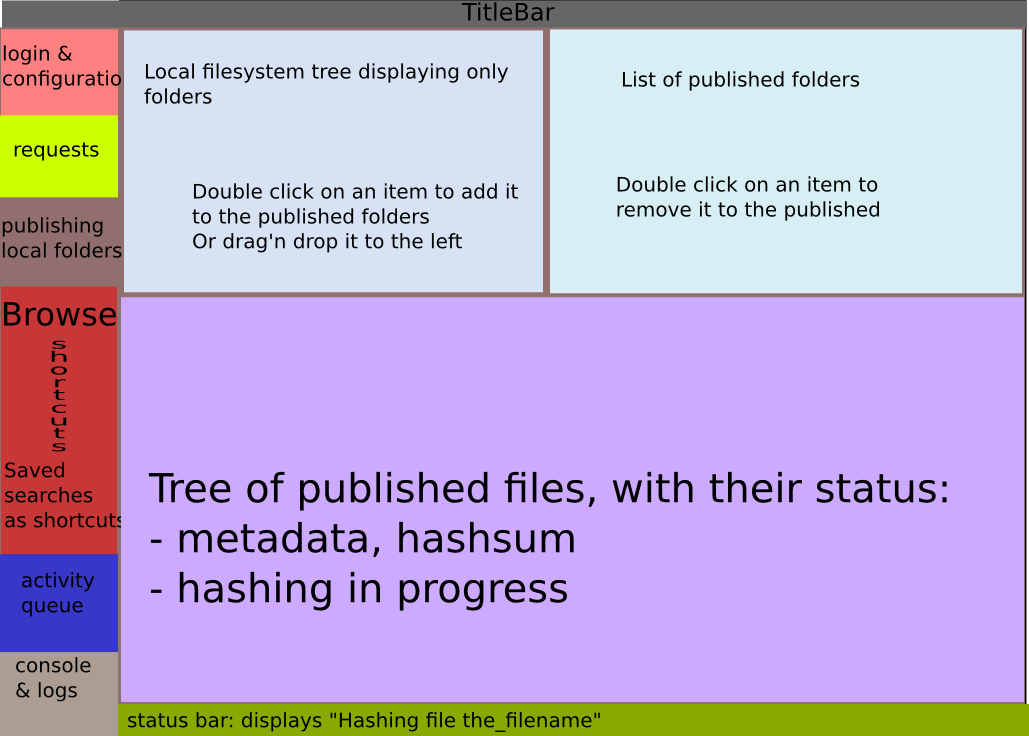 TitleBar
login &
configuratio
requests
publishing
local folders
Browse
shortcuts
Saved
searches
as shortcuts
activity
queue
console
& logs
Local filesystem tree displaying only
folders
Double click on an item to add it
to the published folders
Or drag'n drop it to the left
List of published folders
Double click on an item to
remove it to the published
Tree of published files, with their status:
- metadata, hashsum
- hashing in progress
status bar: displays "Hashing file the_filename"